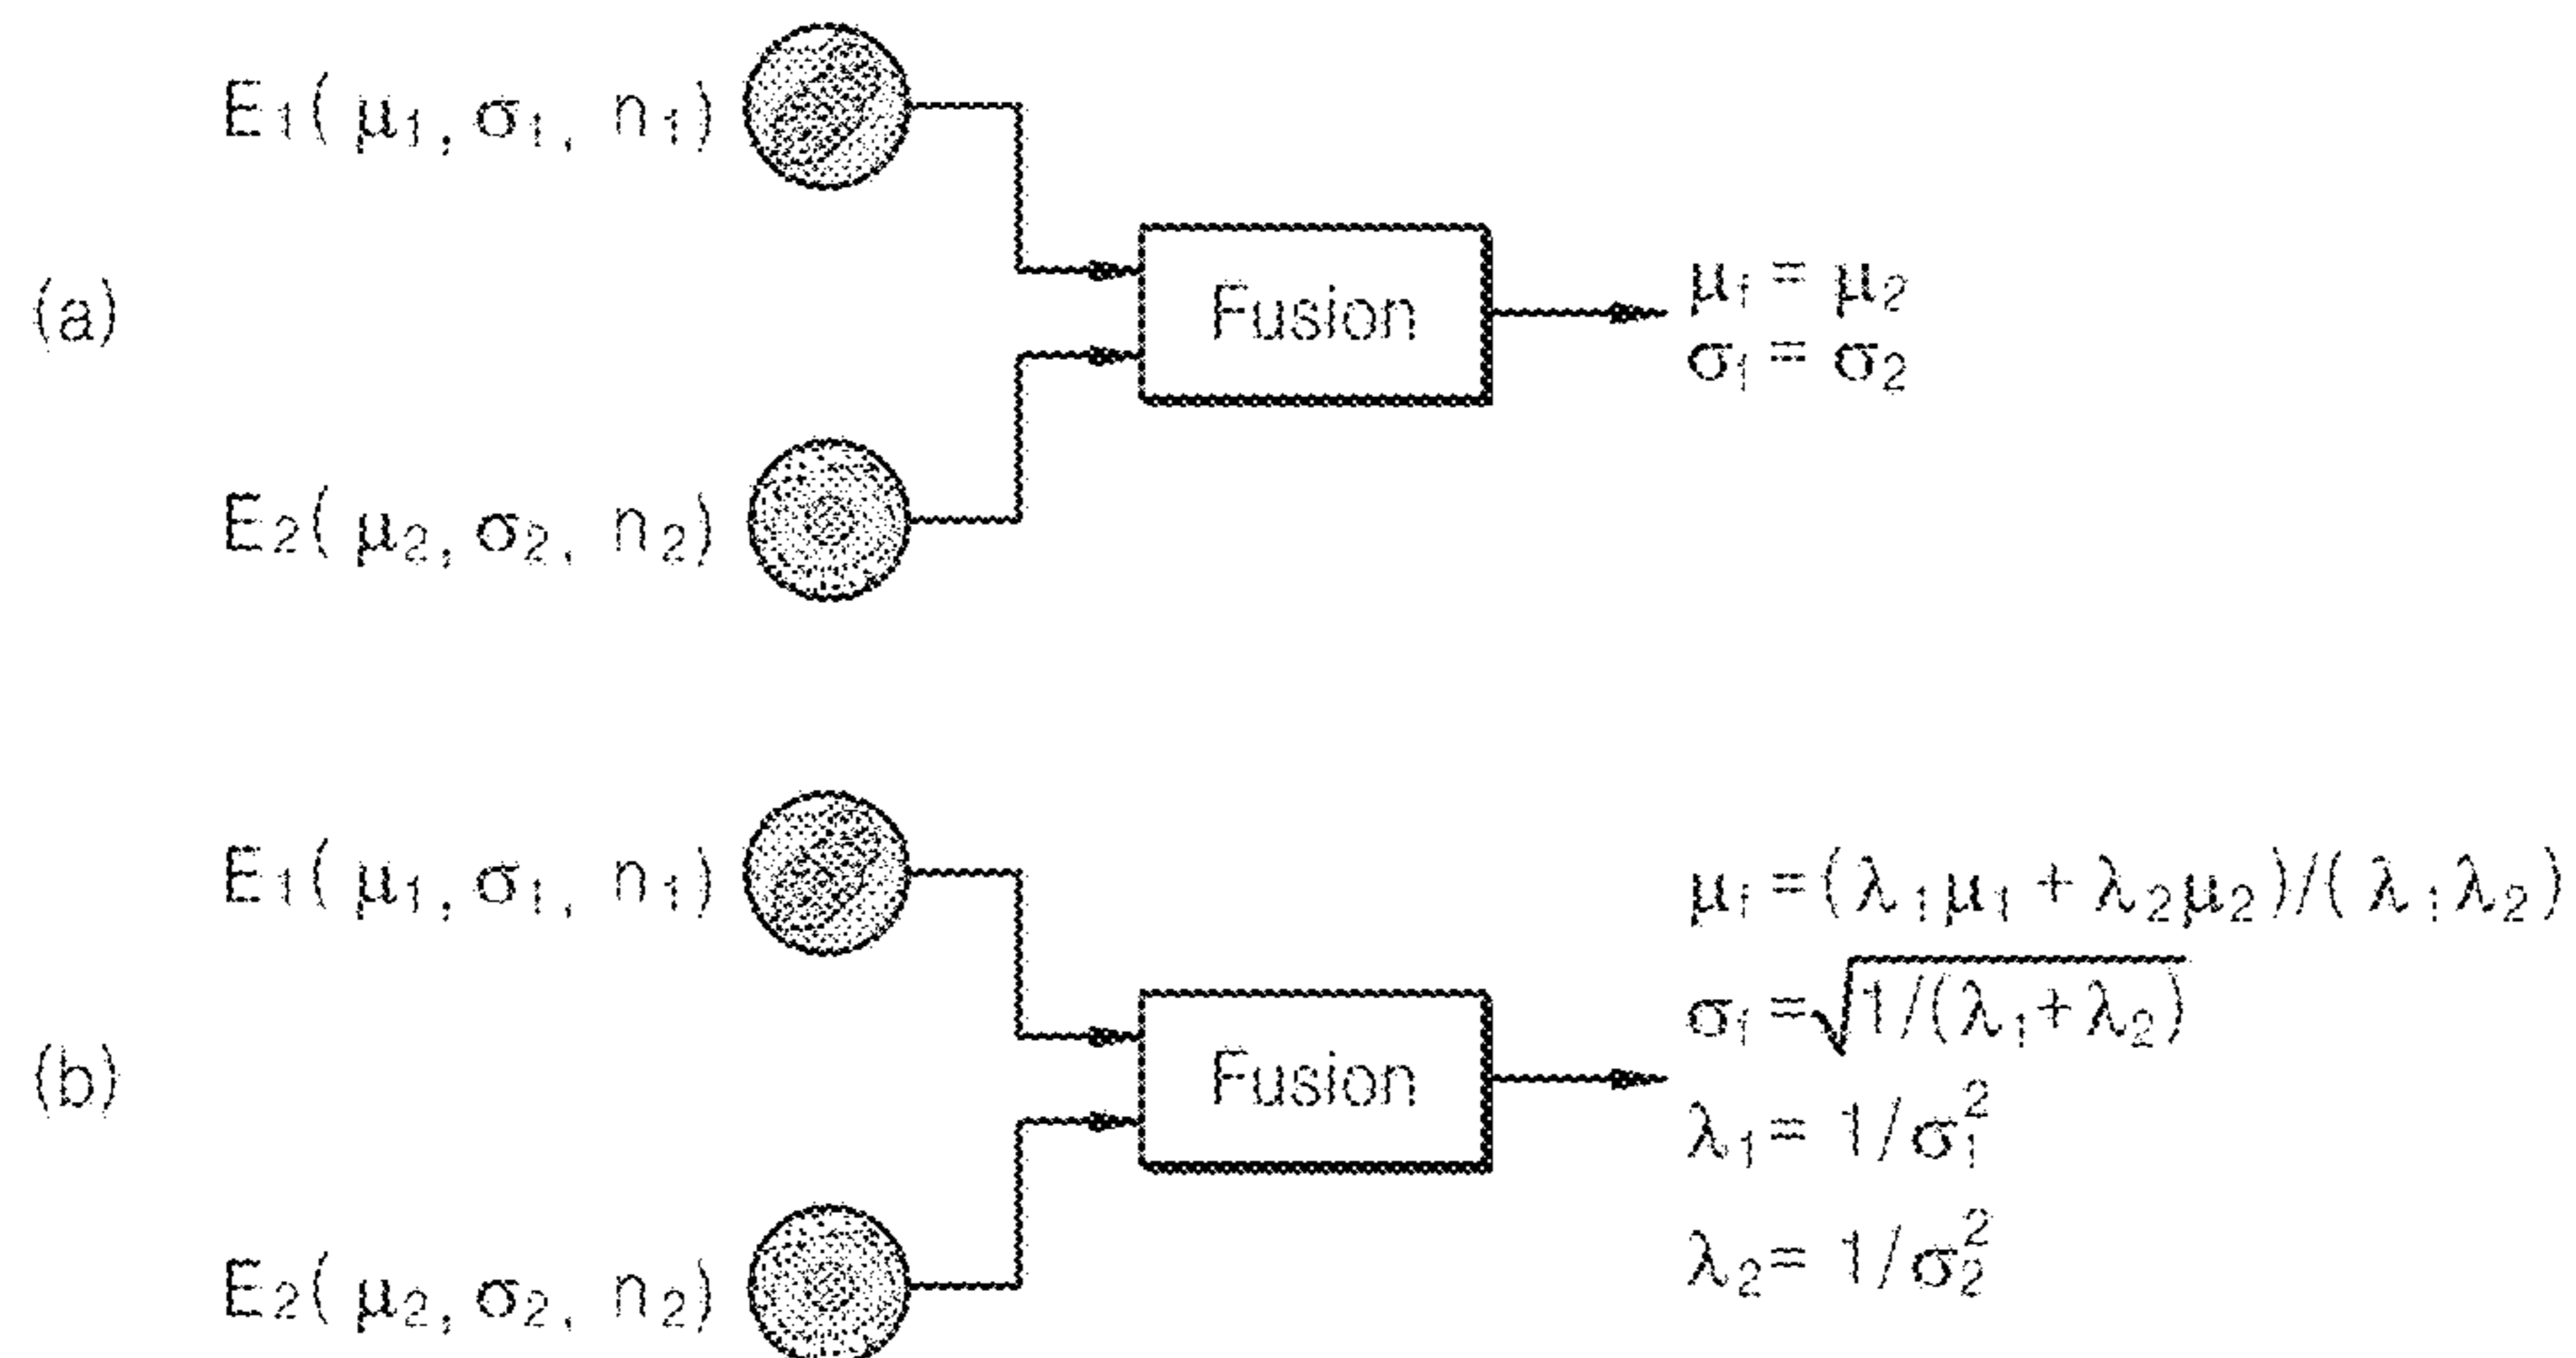 E₁( μ₁, σ₁, n₁)
(a)
Fusion
μf = μ₂
σf = σ₂
E₂( μ₂, σ₂, n₂)
E₁( μ₁, σ₁, n₁)
(b)
Fusion
μf = (λ₁μ₁ + λ₂μ₂)/(λ₁λ₂)
σf = √1/(λ₁+λ₂)
λ₁= 1/σ₁²
λ₂= 1/σ₂²
E₂( μ₂, σ₂, n₂)